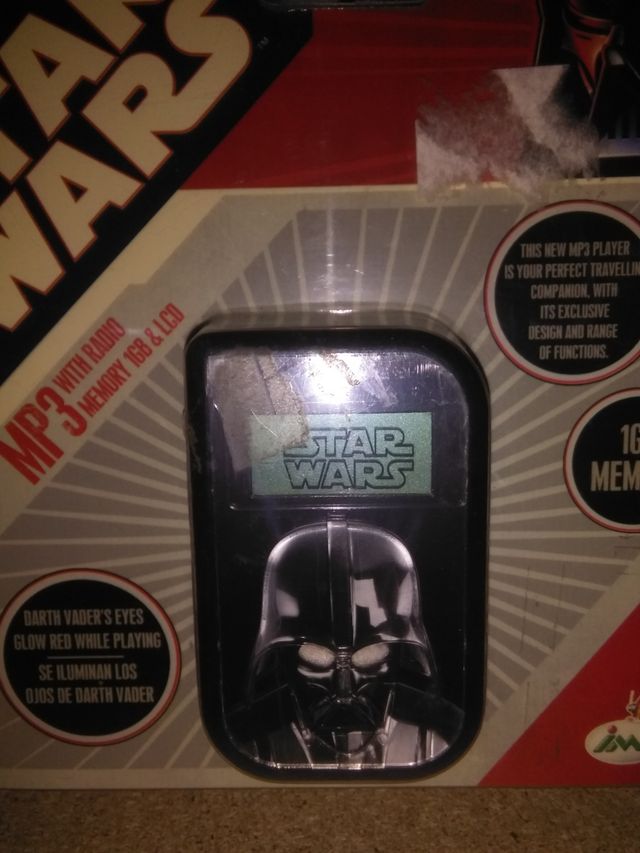 STAR
WARS
MP3 WITH RADIO
MEMORY 1GB & LCD
THIS NEW MP3 PLAYER
IS YOUR PERFECT TRAVELLIN
COMPANION, WITH
ITS EXCLUSIVE
DESIGN AND RANGE
OF FUNCTIONS.
STAR
WARS
1G
MEM
DARTH VADER'S EYES
GLOW RED WHILE PLAYING
SE ILUMINAN LOS
OJOS DE DARTH VADER